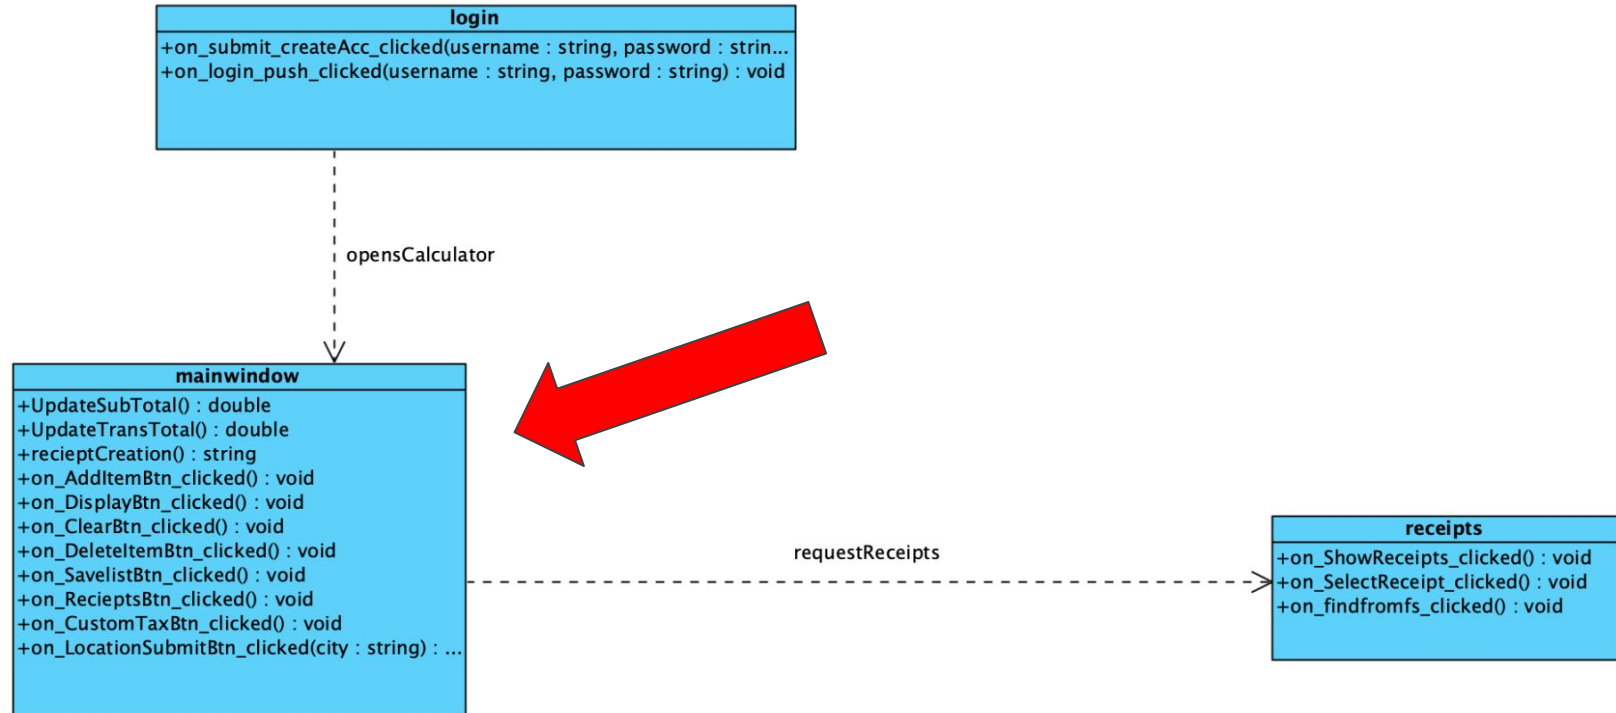 login
+on_submit_createAcc_clicked(username : string, password : strin...
+on_login_push_clicked(username : string, password : string) : void
opensCalculator
mainwindow
+UpdateSubTotal() : double
+UpdateTransTotal() : double
+recieptCreation() : string
+on_AddItemBtn_clicked() : void
+on_DisplayBtn_clicked() : void
+on_ClearBtn_clicked() : void
+on_DeleteItemBtn_clicked() : void
+on_SavelistBtn_clicked() : void
+on_RecieptsBtn_clicked() : void
+on_CustomTaxBtn_clicked() : void
+on_LocationSubmitBtn_clicked(city : string) : ...
requestReceipts
receipts
+on_ShowReceipts_clicked() : void
+on_SelectReceipt_clicked() : void
+on_findfromfs_clicked() : void